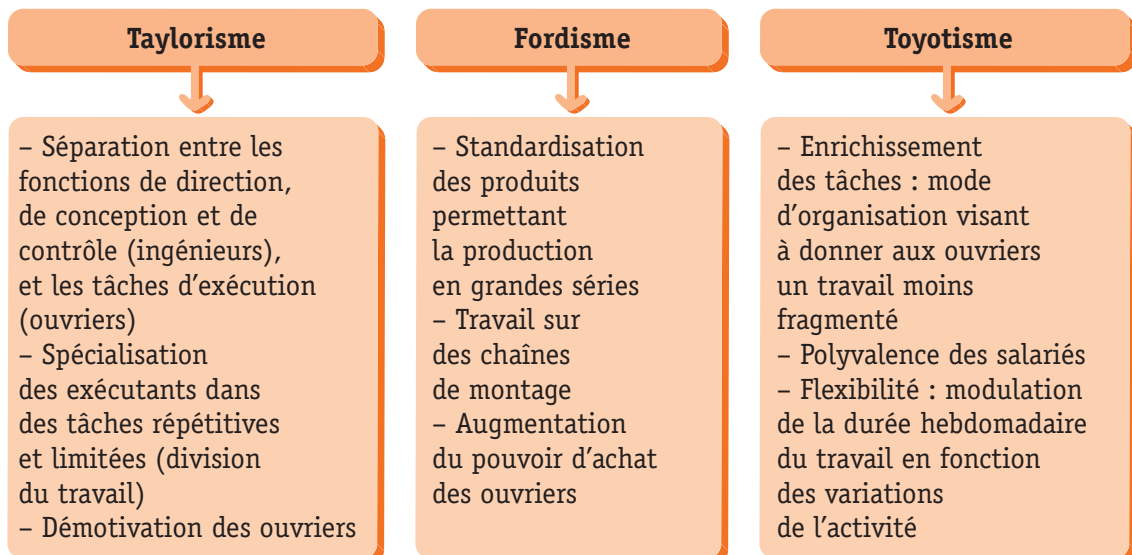 Taylorisme
– Séparation entre les
fonctions de direction,
de conception et de
contrôle (ingénieurs),
et les tâches d’exécution
(ouvriers)
– Spécialisation
des exécutants dans
des tâches répétitives
et limitées (division
du travail)
– Démotivation des ouvriers
Fordisme
– Standardisation
des produits
permettant
la production
en grandes séries
– Travail sur
des chaînes
de montage
– Augmentation
du pouvoir d’achat
des ouvriers
Toyotisme
– Enrichissement
des tâches : mode
d’organisation visant
à donner aux ouvriers
un travail moins
fragmenté
– Polyvalence des salariés
– Flexibilité : modulation
de la durée hebdomadaire
du travail en fonction
des variations
de l’activité